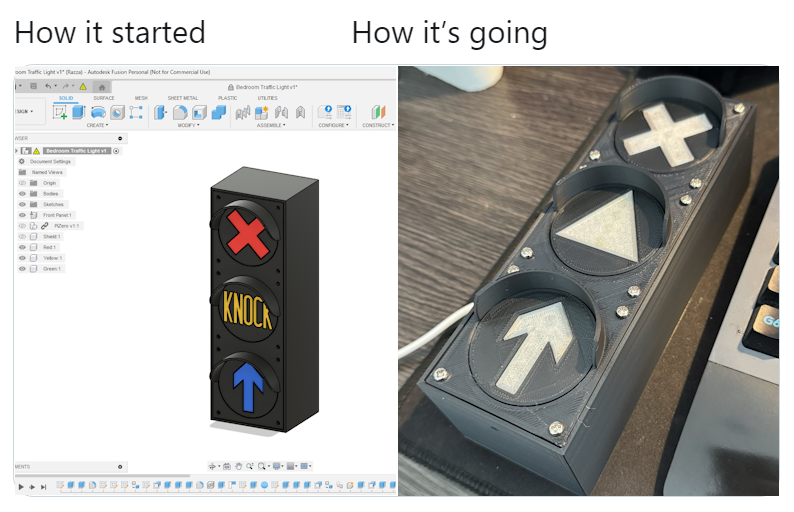 How it started
How it's going
oom Traffic Light v1* (Razza) - Autodesk Fusion Personal (Not for Commercial Use)
Bedroom Traffic Light v1*
SOLID SURFACE MESH SHEET METAL PLASTIC UTILITIES
SIGN
CREATE MODIFY ASSEMBLE CONFIGURE CONSTRUCT
WSER
Bedroom Traffic Light v1
Document Settings
Named Views
Origin
Bodies
Sketches
Front Panel:1
Shield:1
Red:1
Yellow:1
Green:1
KNOCK
MENTS
G6